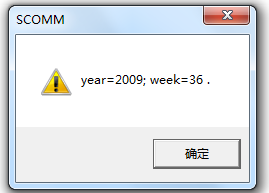 SCOMM
year=2009; week=36 .
确定